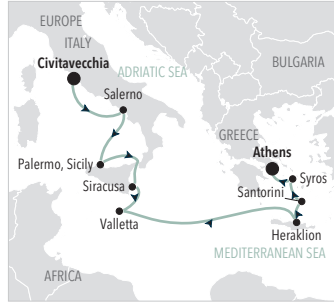 EUROPE
ITALY
Civitavecchia
ADRIATIC SEA
BULGARIA
Salerno
GREECE
Athens
Palermo, Sicily
Syros
Siracusa
Santorini
Valletta
Heraklion
MEDITERRANEAN SEA
AFRICA